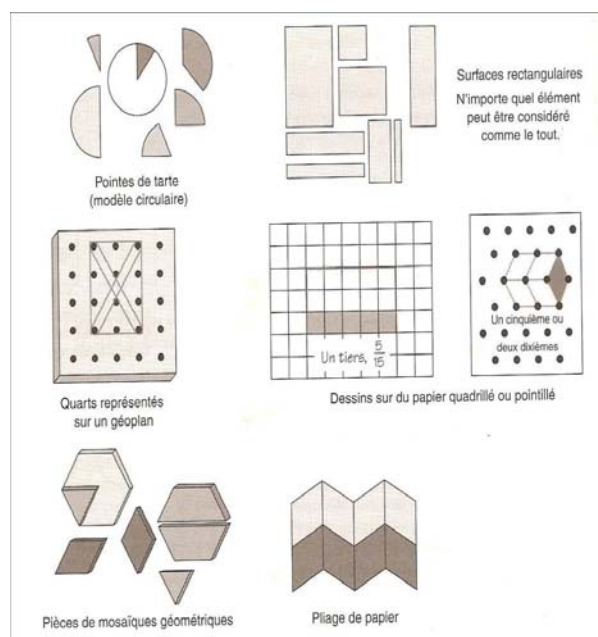 Surfaces rectangulaires
N'importe quel élément
peut être considéré
comme le tout.
Pointes de tarte
(modèle circulaire)
Un tiers, 5/15
Un cinquième ou
deux dixièmes
Quarts représentés
sur un géoplan
Dessins sur du papier quadrillé ou pointillé
Pièces de mosaïques géométriques
Pliage de papier